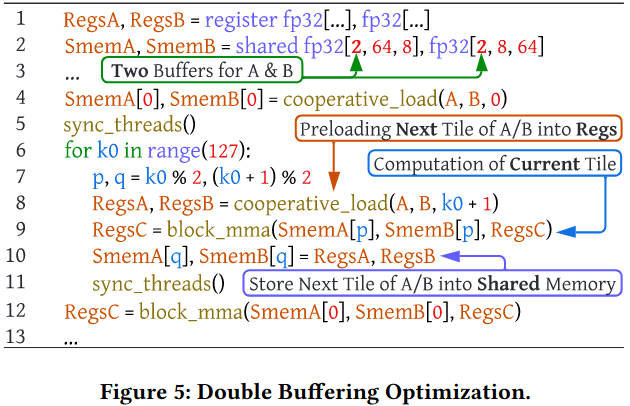 1 RegsA, RegsB = register fp32[...], fp32[...]
2 SmemA, SmemB = shared fp32[2, 64, 8], fp32[2, 8, 64]
3 ... Two Buffers for A & B
4 SmemA[0], SmemB[0] = cooperative_load(A, B, 0)
5 sync_threads() Preloading Next Tile of A/B into Regs
6 for k0 in range(127): Computation of Current Tile
7 p, q = k0 % 2, (k0 + 1) % 2
8 RegsA, RegsB = cooperative_load(A, B, k0 + 1)
9 RegsC = block_mma(SmemA[p], SmemB[p], RegsC)
10 SmemA[q], SmemB[q] = RegsA, RegsB
11 sync_threads() Store Next Tile of A/B into Shared Memory
12 RegsC = block_mma(SmemA[0], SmemB[0], RegsC)
13 ...
Figure 5: Double Buffering Optimization.